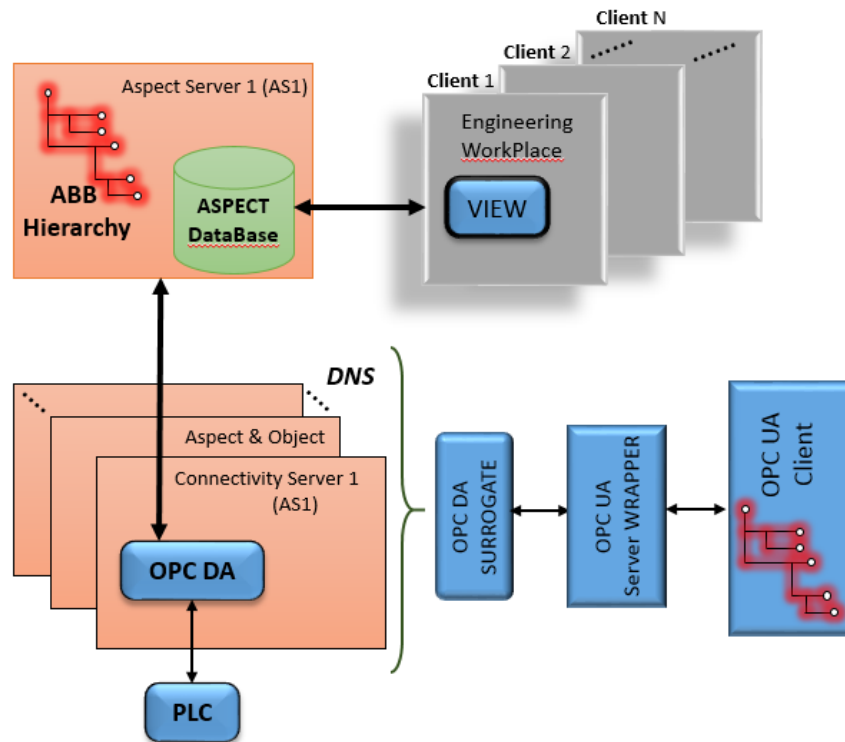 Client N
Client 2
Client 1
Aspect Server 1 (AS1)
ABB
Hierarchy
ASPECT
DataBase
Engineering
WorkPlace
VIEW
DNS
Aspect & Object
Connectivity Server 1
(AS1)
OPC DA
PLC
OPC DA
SURROGATE
OPC UA
Server WRAPPER
OPC UA
Client